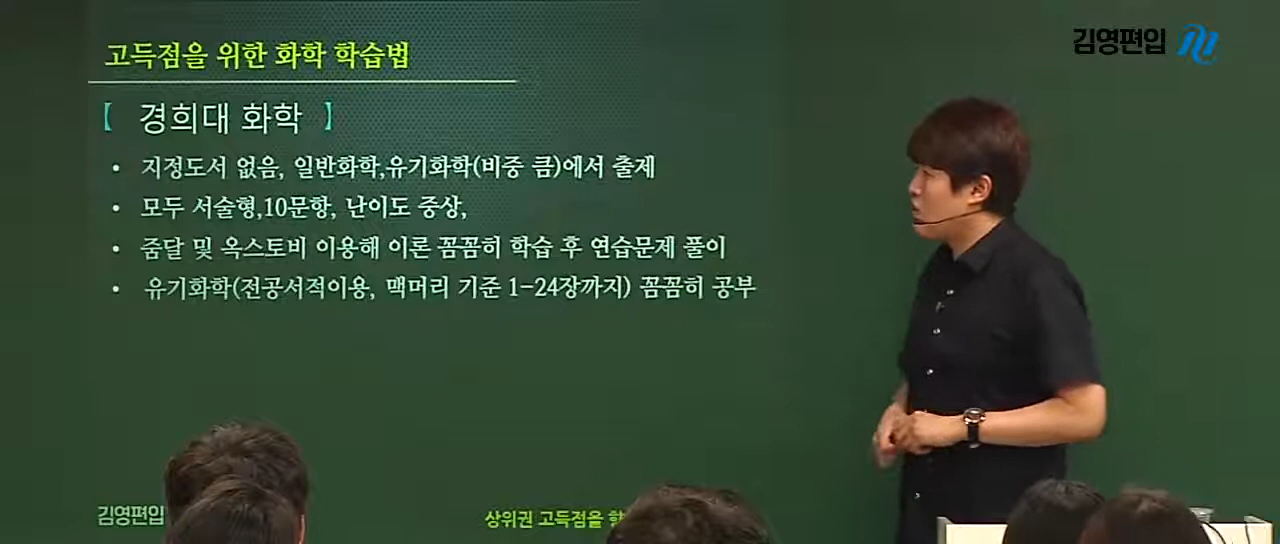 고득점을 위한 화학 학습법
김영편입
【 경희대 화학 】
• 지정도서 없음, 일반화학,유기화학(비중 큼)에서 출제
• 모두 서술형,10문항, 난이도 중상,
• 줌달 및 옥스토비 이용해 이론 꼼꼼히 학습 후 연습문제 풀이
• 유기화학(전공서적이용, 맥머리 기준 1-24장까지) 꼼꼼히 공부
김영편입
상위권 고득점을